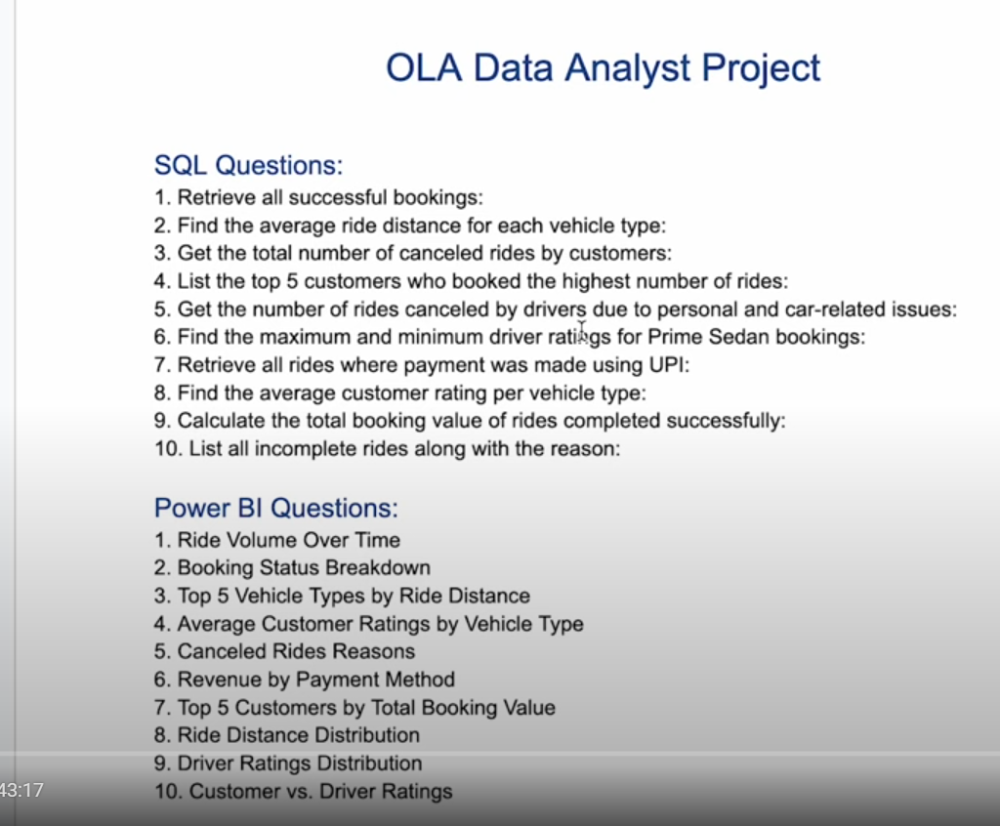 OLA Data Analyst Project
SQL Questions:
1. Retrieve all successful bookings:
2. Find the average ride distance for each vehicle type:
3. Get the total number of canceled rides by customers:
4. List the top 5 customers who booked the highest number of rides:
5. Get the number of rides canceled by drivers due to personal and car-related issues:
6. Find the maximum and minimum driver ratings for Prime Sedan bookings:
7. Retrieve all rides where payment was made using UPI:
8. Find the average customer rating per vehicle type:
9. Calculate the total booking value of rides completed successfully:
10. List all incomplete rides along with the reason:
Power BI Questions:
1. Ride Volume Over Time
2. Booking Status Breakdown
3. Top 5 Vehicle Types by Ride Distance
4. Average Customer Ratings by Vehicle Type
5. Canceled Rides Reasons
6. Revenue by Payment Method
7. Top 5 Customers by Total Booking Value
8. Ride Distance Distribution
9. Driver Ratings Distribution
43:17
10. Customer vs. Driver Ratings